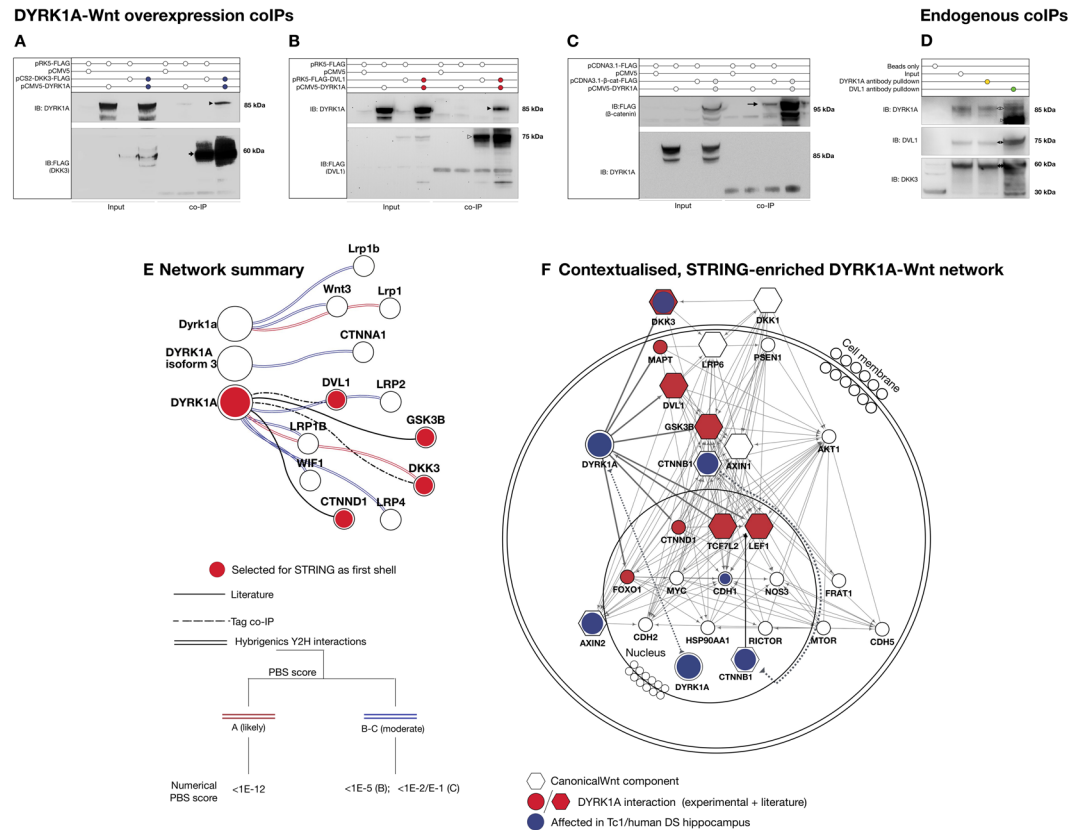 DYRK1A-Wnt overexpression coIPs
Endogenous coIPs
A
pRK5-FLAG
pCMV5
pCS2-DKK3-FLAG
pCMV5-DYRK1A
IB: DYRK1A
85 kDa
IB:FLAG
(DKK3)
60 kDa
Input
co-IP
B
pRK5-FLAG
pCMV5
pRK5-FLAG-DVL1
pCMV5-DYRK1A
IB: DYRK1A
85 kDa
IB:FLAG
(DVL1)
75 kDa
Input
co-IP
C
pCDNA3.1-FLAG
pCMV5
pCDNA3.1-β-cat-FLAG
pCMV5-DYRK1A
IB:FLAG
(ß-catenin)
95 kDa
IB: DYRK1A
85 kDa
Input
co-IP
D
Beads only
Input
DYRK1A antibody pulldown
DVL1 antibody pulldown
IB: DYRK1A
85 kDa
IB: DVL1
75 kDa
IB: DKK3
60 kDa
30 kDa
E Network summary
Lrp1b
Wnt3
Lrp1
Dyrk1a
CTNNA1
DYRK1A
isoform 3
DVL1
LRP2
DYRK1A
GSK3B
LRP1B
WIF1
DKK3
CTNND1
LRP4
Selected for STRING as first shell
Literature
Tag co-IP
Hybrigenics Y2H interactions
PBS score
A (likely)
B-C (moderate)
Numerical
PBS score
<1E-12
<1E-5 (B); <1E-2/E-1 (C)
F Contextualised, STRING-enriched DYRK1A-Wnt network
DKK3
DKK1
Cell membrane
MAPT
LRP6
PSEN1
DVL1
GSK3B
AKT1
DYRK1A
CTNNB1
AXIN1
CTNND1
TCF7L2
LEF1
FOXO1
MYC
CDH1
NOS3
FRAT1
AXIN2
CDH2
HSP90AA1
RICTOR
MTOR
CDH5
Nucleus
DYRK1A
CTNNB1
CanonicalWnt component
DYRK1A interaction (experimental + literature)
Affected in Tc1/human DS hippocampus